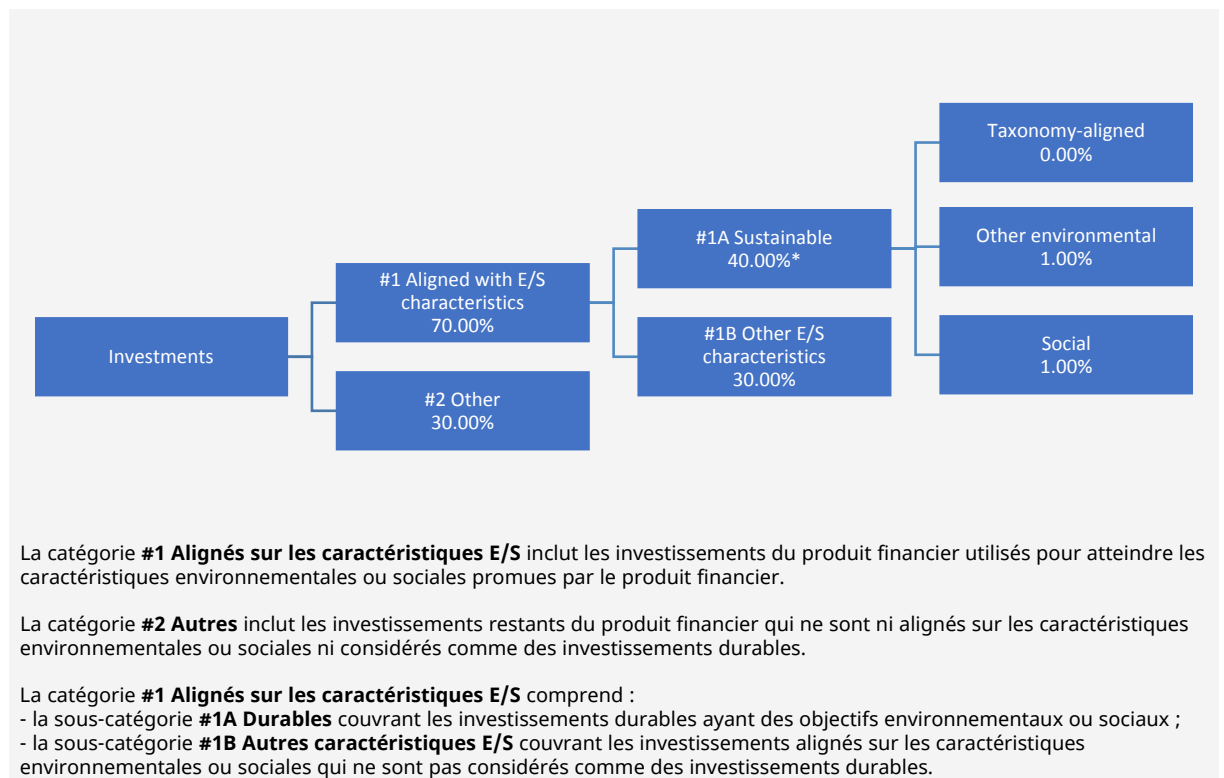 Investments
#1 Aligned with E/S
characteristics
70.00%
#2 Other
30.00%
#1A Sustainable
40.00%*
#1B Other E/S
characteristics
30.00%
Taxonomy-aligned
0.00%
Other environmental
1.00%
Social
1.00%
La catégorie #1 Alignés sur les caractéristiques E/S inclut les investissements du produit financier utilisés pour atteindre les
caractéristiques environnementales ou sociales promues par le produit financier.
La catégorie #2 Autres inclut les investissements restants du produit financier qui ne sont ni alignés sur les caractéristiques
environnementales ou sociales ni considérés comme des investissements durables.
La catégorie #1 Alignés sur les caractéristiques E/S comprend :
- la sous-catégorie #1A Durables couvrant les investissements durables ayant des objectifs environnementaux ou sociaux ;
- la sous-catégorie #1B Autres caractéristiques E/S couvrant les investissements alignés sur les caractéristiques
environnementales ou sociales qui ne sont pas considérés comme des investissements durables.